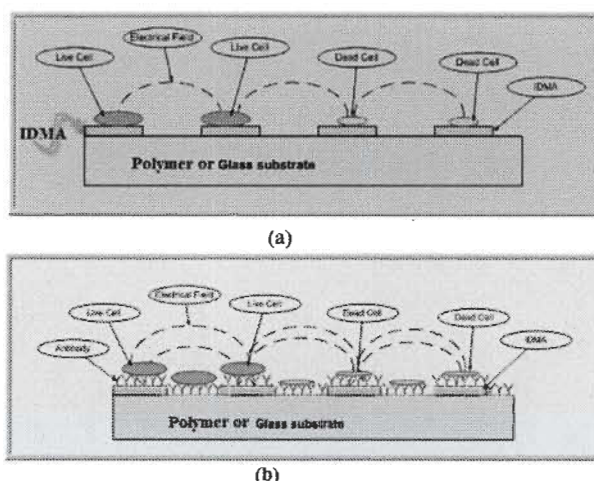 Electrical Field
Live Cell
Live Cell
Dead Cell
Dead Cell
IDMA
IDMA
Polymer or Glass substrate
(a)
Electrical Field
Live Cell
Live Cell
Dead Cell
Dead Cell
Antibody
IDMA
Polymer or Glass substrate
(b)